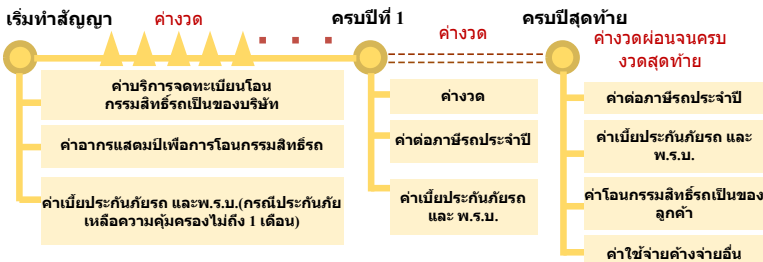 เริ่มทำสัญญา
ค่างวด
ครบปีที่ 1
ค่างวด
ครบปีสุดท้าย
ค่างวดผ่อนจนครบ
งวดสุดท้าย
ค่าบริการจดทะเบียนโอน
กรรมสิทธิ์รถเป็นของบริษัท
ค่าอากรแสตมป์เพื่อการโอนกรรมสิทธิ์รถ
ค่าเบี้ยประกันภัยรถ และพ.ร.บ.(กรณีประกันภัย
เหลือความคุ้มครองไม่ถึง 1 เดือน)
ค่างวด
ค่าต่อภาษีรถประจำปี
ค่าเบี้ยประกันภัยรถ
และ พ.ร.บ.
ค่าต่อภาษีรถประจำปี
ค่าเบี้ยประกันภัยรถ และ
พ.ร.บ.
ค่าโอนกรรมสิทธิ์รถเป็นของ
ลูกค้า
ค่าใช้จ่ายค้างจ่ายอื่น